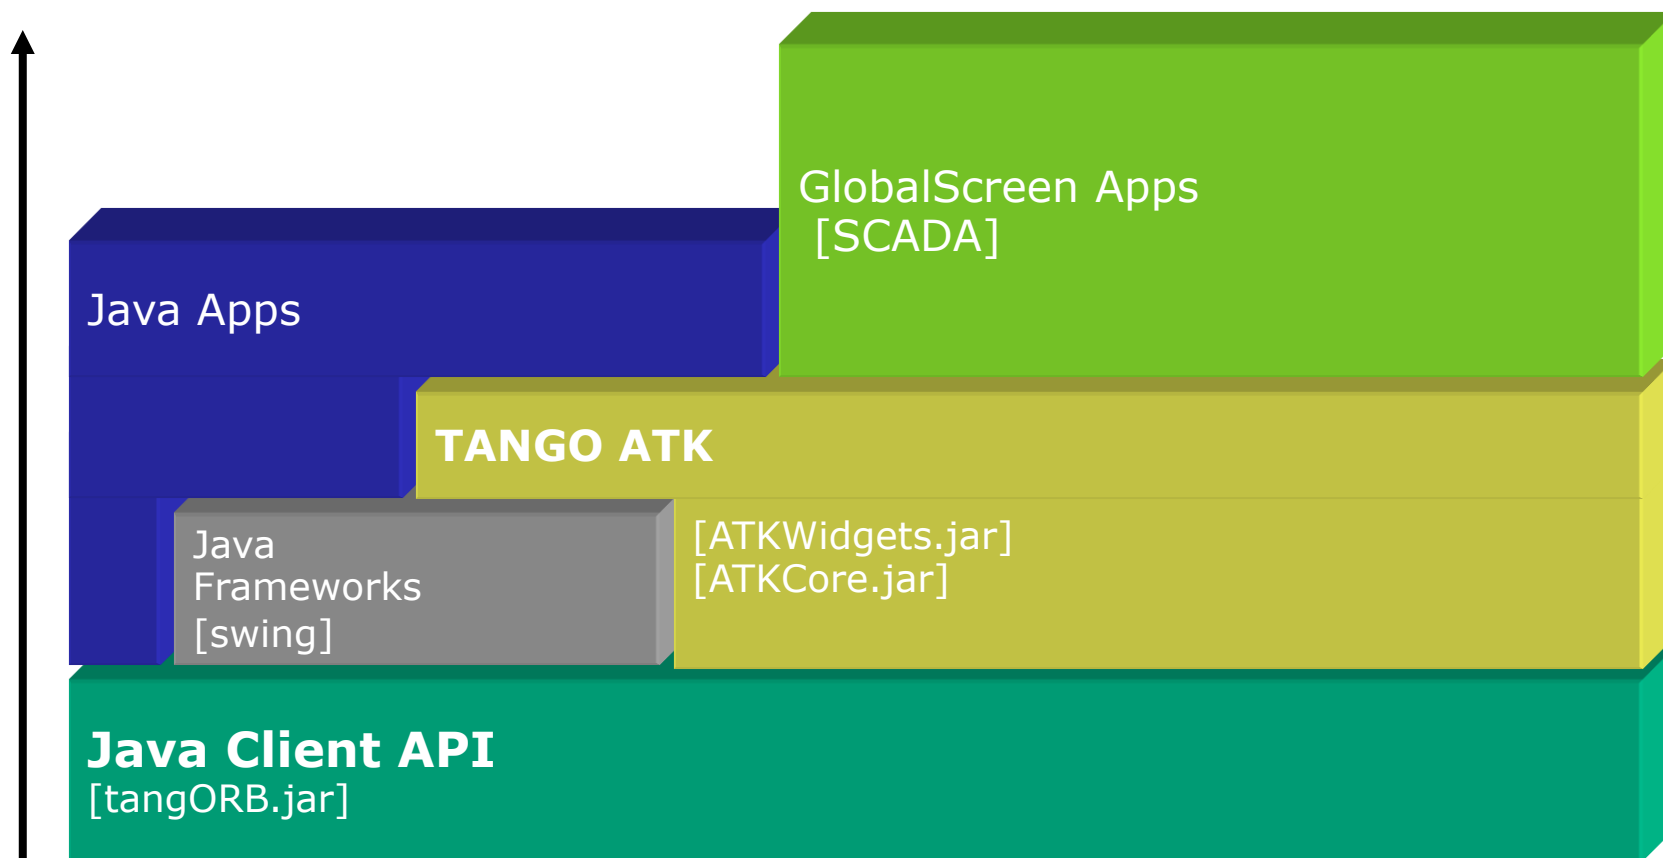 GlobalScreen Apps
[SCADA]
Java Apps
TANGO ATK
Java
Frameworks
[swing]
[ATKWidgets.jar]
[ATKCore.jar]
Java Client API
[tangORB.jar]